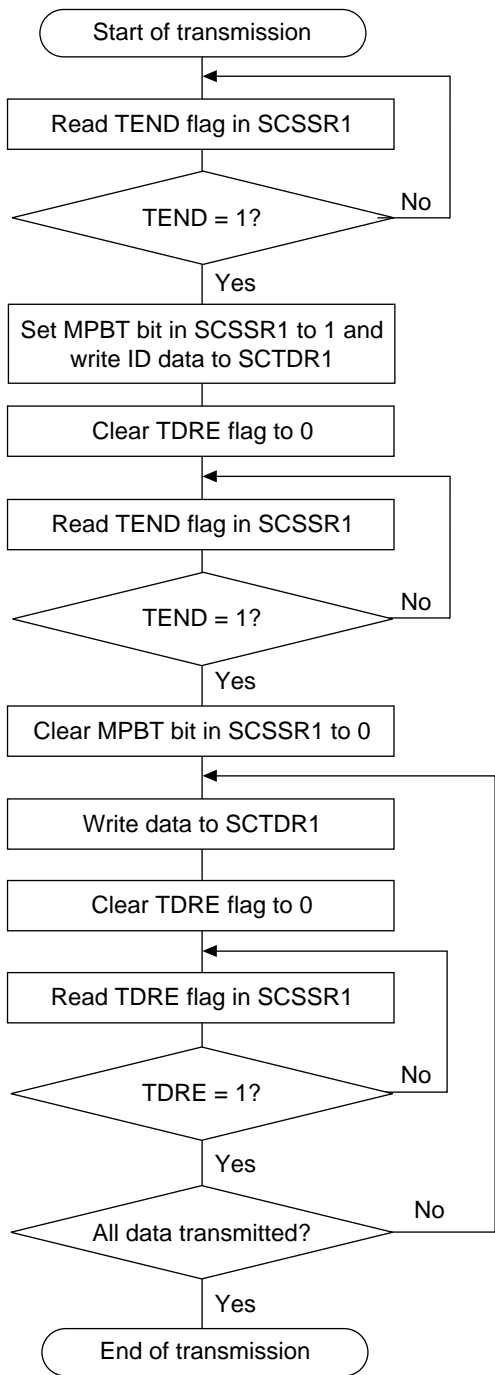 Start of transmission
Read TEND flag in SCSSR1
TEND = 1?
No
Yes
Set MPBT bit in SCSSR1 to 1 and
write ID data to SCTDR1
Clear TDRE flag to 0
Read TEND flag in SCSSR1
TEND = 1?
No
Yes
Clear MPBT bit in SCSSR1 to 0
Write data to SCTDR1
Clear TDRE flag to 0
Read TDRE flag in SCSSR1
TDRE = 1?
No
Yes
All data transmitted?
No
Yes
End of transmission